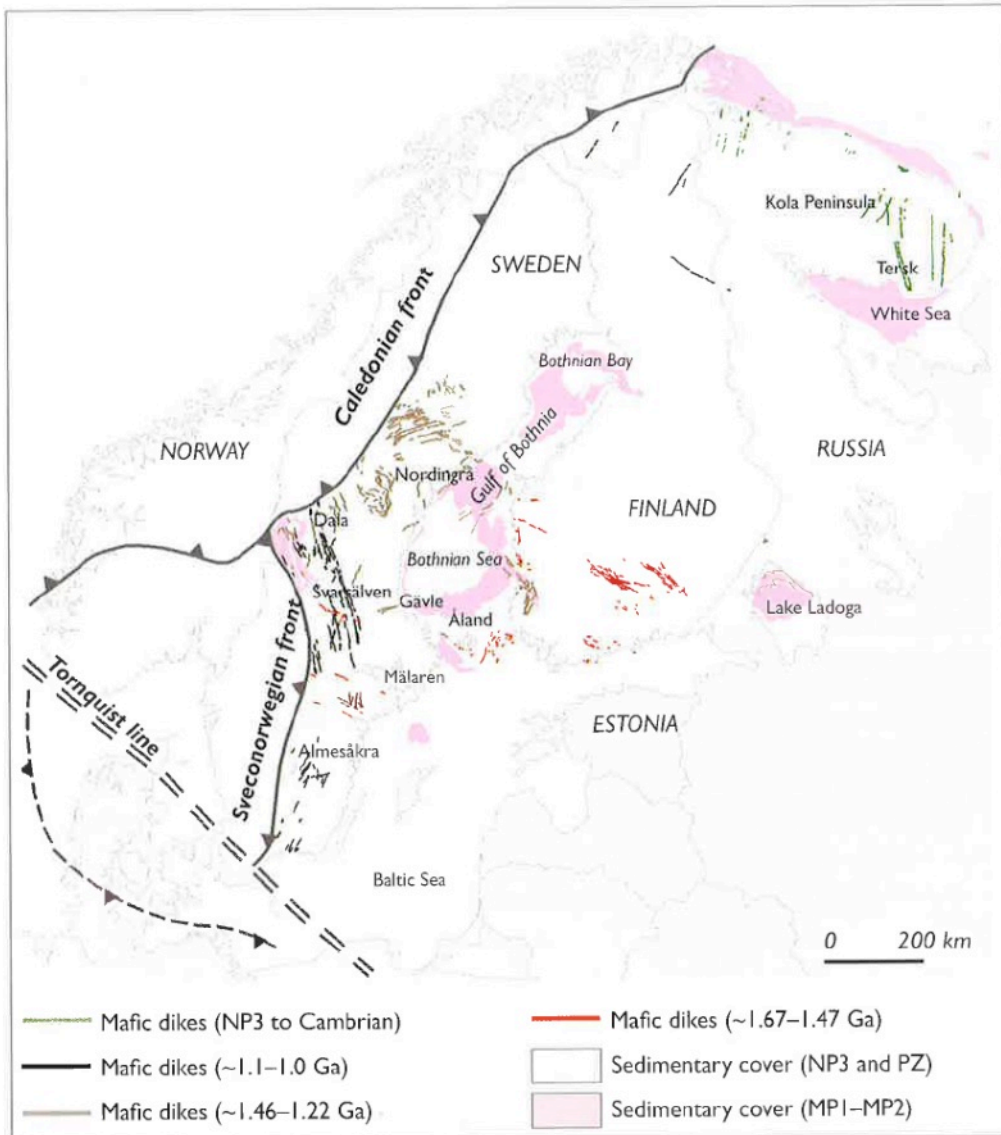 Kola Peninsula
Tersk
White Sea
SWEDEN
Caledonian front
Bothnian Bay
NORWAY
Gulf of Bothnia
RUSSIA
Nordingrå
FINLAND
Dala
Bothnian Sea
Svarsälven
Gävle
Lake Ladoga
Åland
Mälaren
Tornquist line
Sveconorwegian front
ESTONIA
Almesåkra
Baltic Sea
0 200 km
Mafic dikes (NP3 to Cambrian)
Mafic dikes (~1.1–1.0 Ga)
Mafic dikes (~1.46–1.22 Ga)
Mafic dikes (~1.67–1.47 Ga)
Sedimentary cover (NP3 and PZ)
Sedimentary cover (MP1–MP2)